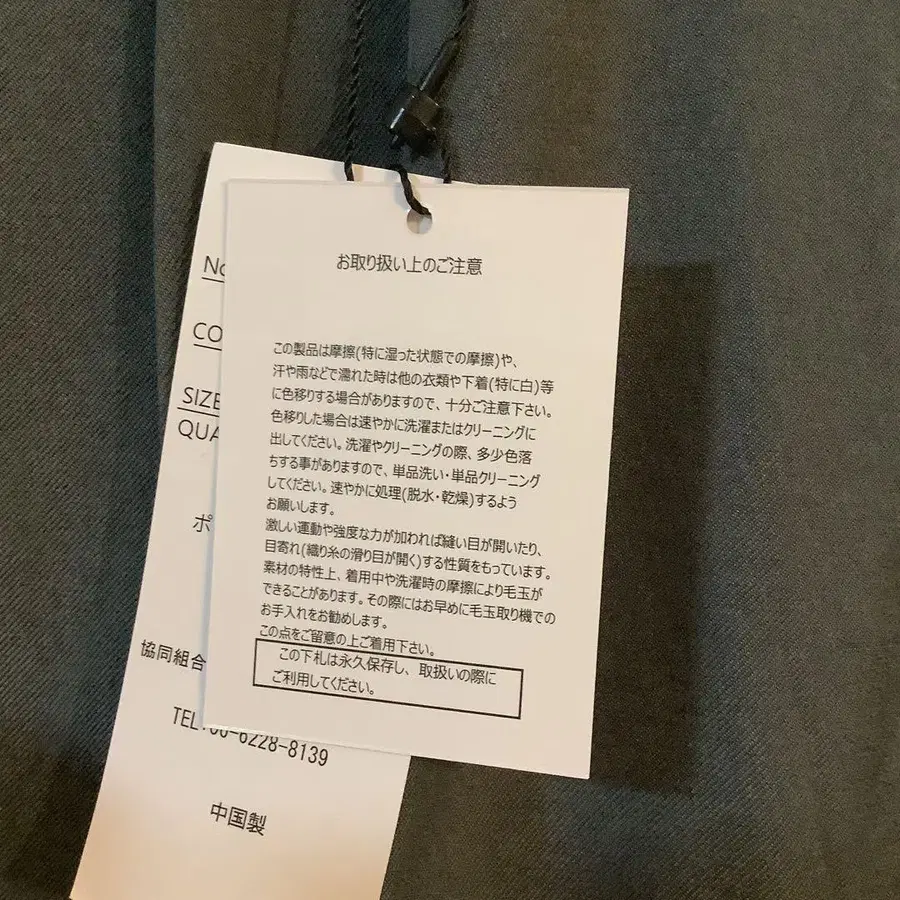 お取り扱い上のご注意
この製品は摩擦(特に湿った状態での摩擦)や、
汗や雨などで濡れた時は他の衣類や下着(特に白)等
に色移りする場合がありますので、十分ご注意下さい。
色移りした場合は速やかに洗濯またはクリーニングに
出してください。洗濯やクリーニングの際、多少色落
ちする事がありますので、単品洗い・単品クリーニング
してください。速やかに処理(脱水・乾燥)するよう
お願いします。
激しい運動や強度な力が加われば縫い目が開いたり、
目寄れ(織り糸の滑り目が開く)する性質をもっています。
素材の特性上、着用中や洗濯時の摩擦により毛玉が
できることがあります。その際にはお早めに毛玉取り機での
お手入れをお勧めします。
この点をご留意の上ご着用下さい。
この下札は永久保存し、取扱いの際に
ご利用してください。
No
CO
SIZE
QUA
ポ
協同組合
TEL
6228-8139
中国製